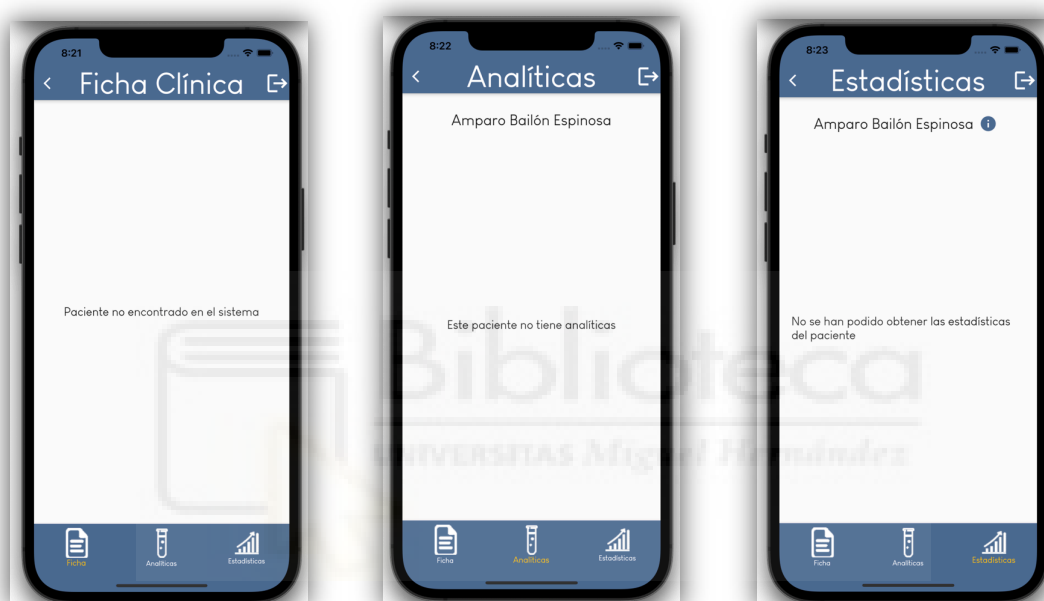 8:21
Ficha Clínica
Paciente no encontrado en el sistema
Ficha
Analíticas
Estadísticas
8:22
Analíticas
Amparo Bailón Espinosa
Este paciente no tiene analíticas
Ficha
Analíticas
Estadísticas
8:23
Estadísticas
Amparo Bailón Espinosa
No se han podido obtener las estadísticas
del paciente
Ficha
Analíticas
Estadísticas
Biblioteca
UNIVERSITAS Miguel Hernández